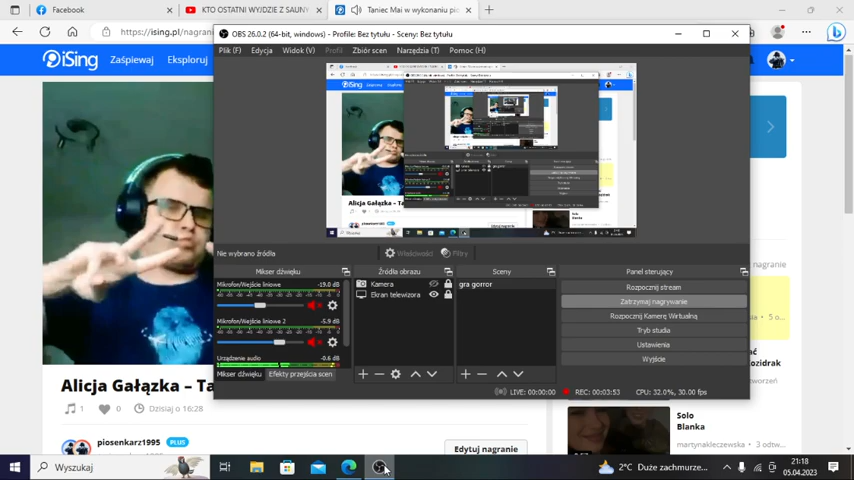 Facebook
KTO OSTATNI WYJDZIE Z SAUNY
Taniec Mai w wykonaniu pio
https://ising.pl/nagran
iSing
Zaśpiewaj
Eksploruj
OBS 26.0.2 (64-bit, windows) - Profile: Bez tytułu - Sceny: Bez tytułu
Plik (F)
Edycja
Widok (V)
Profil
Zbiór scen
Narzędzia (T)
Pomoc (H)
Nie wybrano źródła
Właściwości
Filtry
Mikser dźwięku
Źródła obrazu
Sceny
Panel sterujący
Mikrofon/Wejście liniowe
-19.0 dB
Mikrofon/Wejście liniowe 2
-5.9 dB
Urządzenie audio
-0.6 dB
Mikser dźwięku
Efekty przejścia scen
Kamera
Ekran telewizora
gra gorror
Rozpocznij stream
Zatrzymaj nagrywanie
Rozpocznij Kamerę Wirtualną
Tryb studia
Ustawienia
Wyjście
LIVE: 00:00:00
REC: 00:03:53
CPU: 32.0%, 30.00 fps
nagranie
Alicja Gałązka – Ta
1
0
Dzisiaj o 16:28
piosenkarz1995
PLUS
Edytuj nagranie
Solo
Blanka
martynakleczewska • 3 odtw...
Wyszukaj
2°C Duże zachmurze...
21:18
05.04.2023